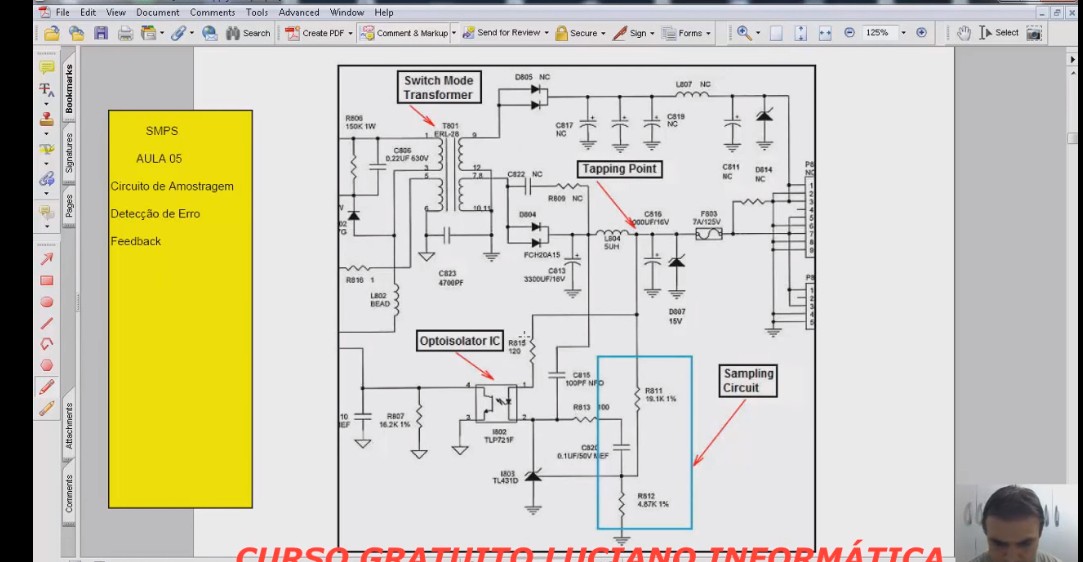 File Edit View Document Comments Tools Advanced Window Help
Search Create PDF Comment & Markup Send for Review Secure Sign Forms 125% Select
Bookmarks
Signatures
Pages
Attachments
Comments
SMPS
AULA 05
Circuito de Amostragem
Detecção de Erro
Feedback
Switch Mode
Transformer
D805 NC
L807 NC
R806
150K 1W
T801
ERL-28
C806
0.22UF 630V
C817
NC
C819
NC
C811
NC
D814
NC
Tapping Point
C822 NC
R809 NC
D804
FCH20A15
C813
3300UF/16V
L804
5UH
C816
F803
7A/125V
D807
15V
C823
4700PF
R816 1
L802
BEAD
Optoisolator IC
R815
120
C815
100PF NPO
R813 100
R811
19.1K 1%
Sampling
Circuit
R807
16.2K 1%
I802
TLP721F
C820
0.1UF/50V MEF
I803
TL431D
R812
4.87K 1%
CURSO GRATUITO LUCIANO INFORMÁTICA